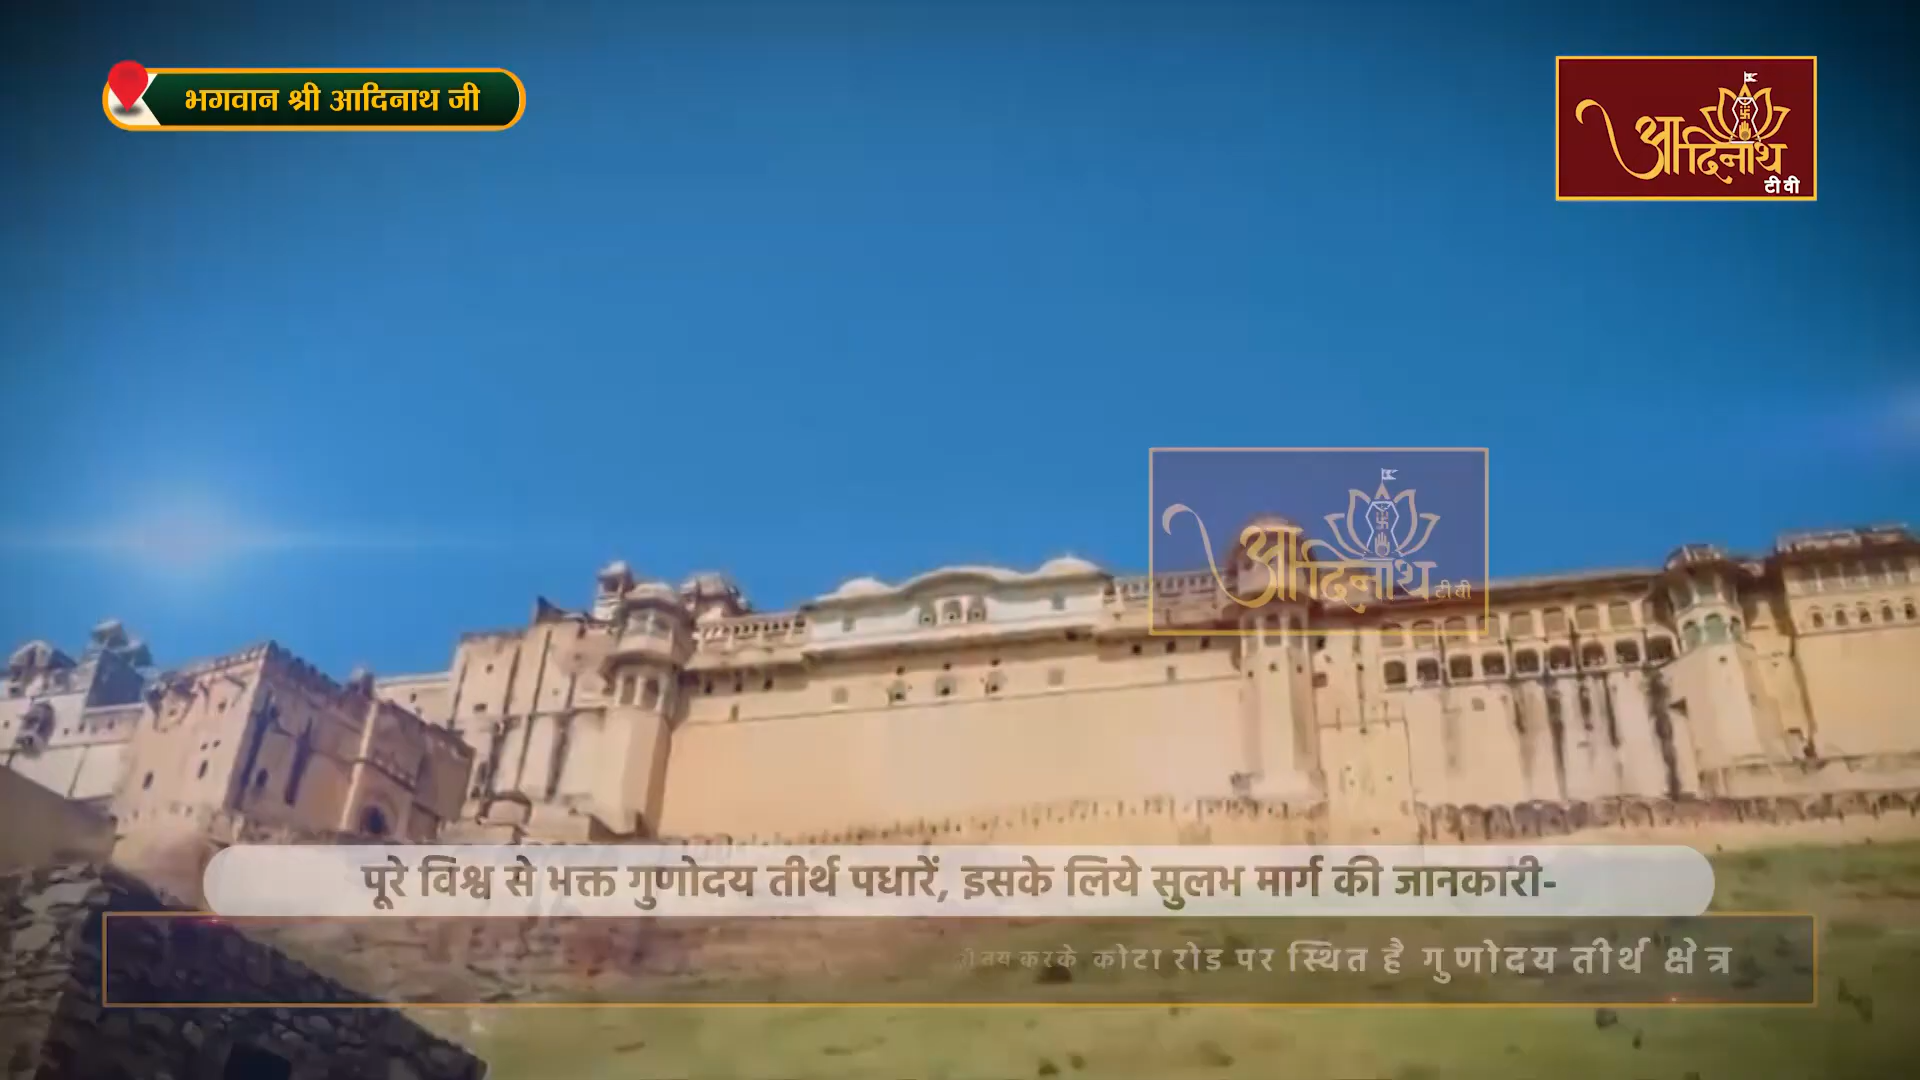 भगवान श्री आदिनाथ जी
आदिनाथ
टी वी
आदिनाथ टी वी
पूरे विश्व से भक्त गुणोदय तीर्थ पधारें, इसके लिये सुलभ मार्ग की जानकारी-
करके कोटा रोड पर स्थित है गुणोदय तीर्थ क्षेत्र